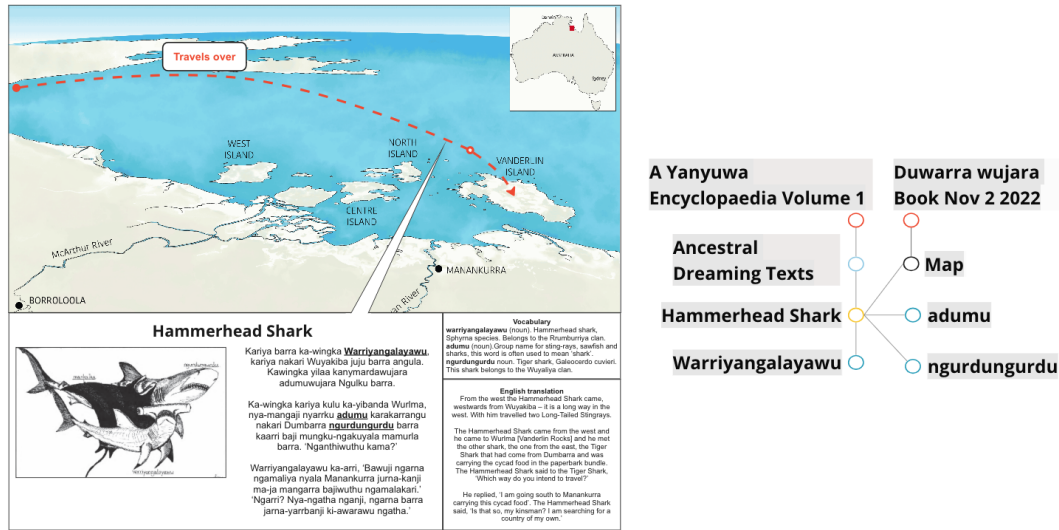 Travels over
Darwin
AUSTRALIA
Sydney
WEST
ISLAND
NORTH
ISLAND
VANDERLIN
ISLAND
CENTRE
ISLAND
McArthur River
MANANKURRA
BORROLOOLA
an River
Hammerhead Shark
Kariya barra ka-wingka Warriyangalayawu,
kariya nakari Wuyakiba juju barra angula.
Kawingka yilaa kanymardawujara
adumuwujara Ngulku barra.
Ka-wingka kariya kulu ka-yibanda Wurlma,
nya-mangaji nyarrku adumu karakarrangu
nakari Dumbarra ngurdungurdu barra
kaarri baji mungku-ngakuyala mamurla
barra. ‘Nganthiwuthu kama?’
Warriyangalayawu ka-arri, ‘Bawuji ngarna
ngamaliya nyala Manankurra jurna-kanji
ma-ja mangarra bajiwuthu ngamalakari.’
‘Ngarri? Nya-ngatha nganji, ngarna barra
jarna-yarrbanji ki-awarawu ngatha.’
ngurdungurdu
warriyangalayawu
Vocabulary
warriyangalayawu (noun). Hammerhead shark,
Sphyrna species. Belongs to the Rrumburriya clan.
adumu (noun).Group name for sting-rays, sawfish and
sharks, this word is often used to mean ‘shark’.
ngurdungurdu noun. Tiger shark, Galeocerdo cuvieri.
This shark belongs to the Wuyaliya clan.
English translation
From the west the Hammerhead Shark came,
westwards from Wuyakiba – it is a long way in the
west. With him travelled two Long-Tailed Stingrays.
The Hammerhead Shark came from the west and
he came to Wurlma [Vanderlin Rocks] and he met
the other shark, the one from the east, the Tiger
Shark that had come from Dumbarra and was
carrying the cycad food in the paperbark bundle.
The Hammerhead Shark said to the Tiger Shark,
‘Which way do you intend to travel?’
He replied, ‘I am going south to Manankurra
carrying this cycad food’. The Hammerhead Shark
said, ‘Is that so, my kinsman? I am searching for a
country of my own.’
A Yanyuwa
Encyclopaedia Volume 1
Duwarra wujara
Book Nov 2 2022
Ancestral
Dreaming Texts
Map
Hammerhead Shark
adumu
Warriyangalayawu
ngurdungurdu